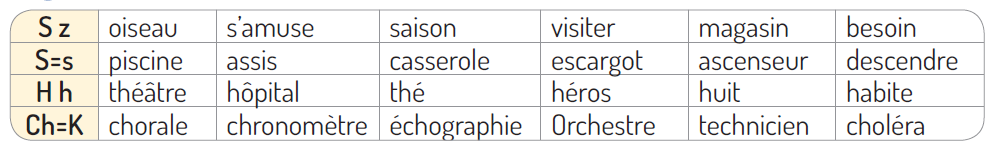 S z oiseau s'amuse saison visiter magasin besoin
S=s piscine assis casserole escargot ascenseur descendre
H h théâtre hôpital thé héros huit habite
Ch=K chorale chronomètre échographie Orchestre technicien choléra